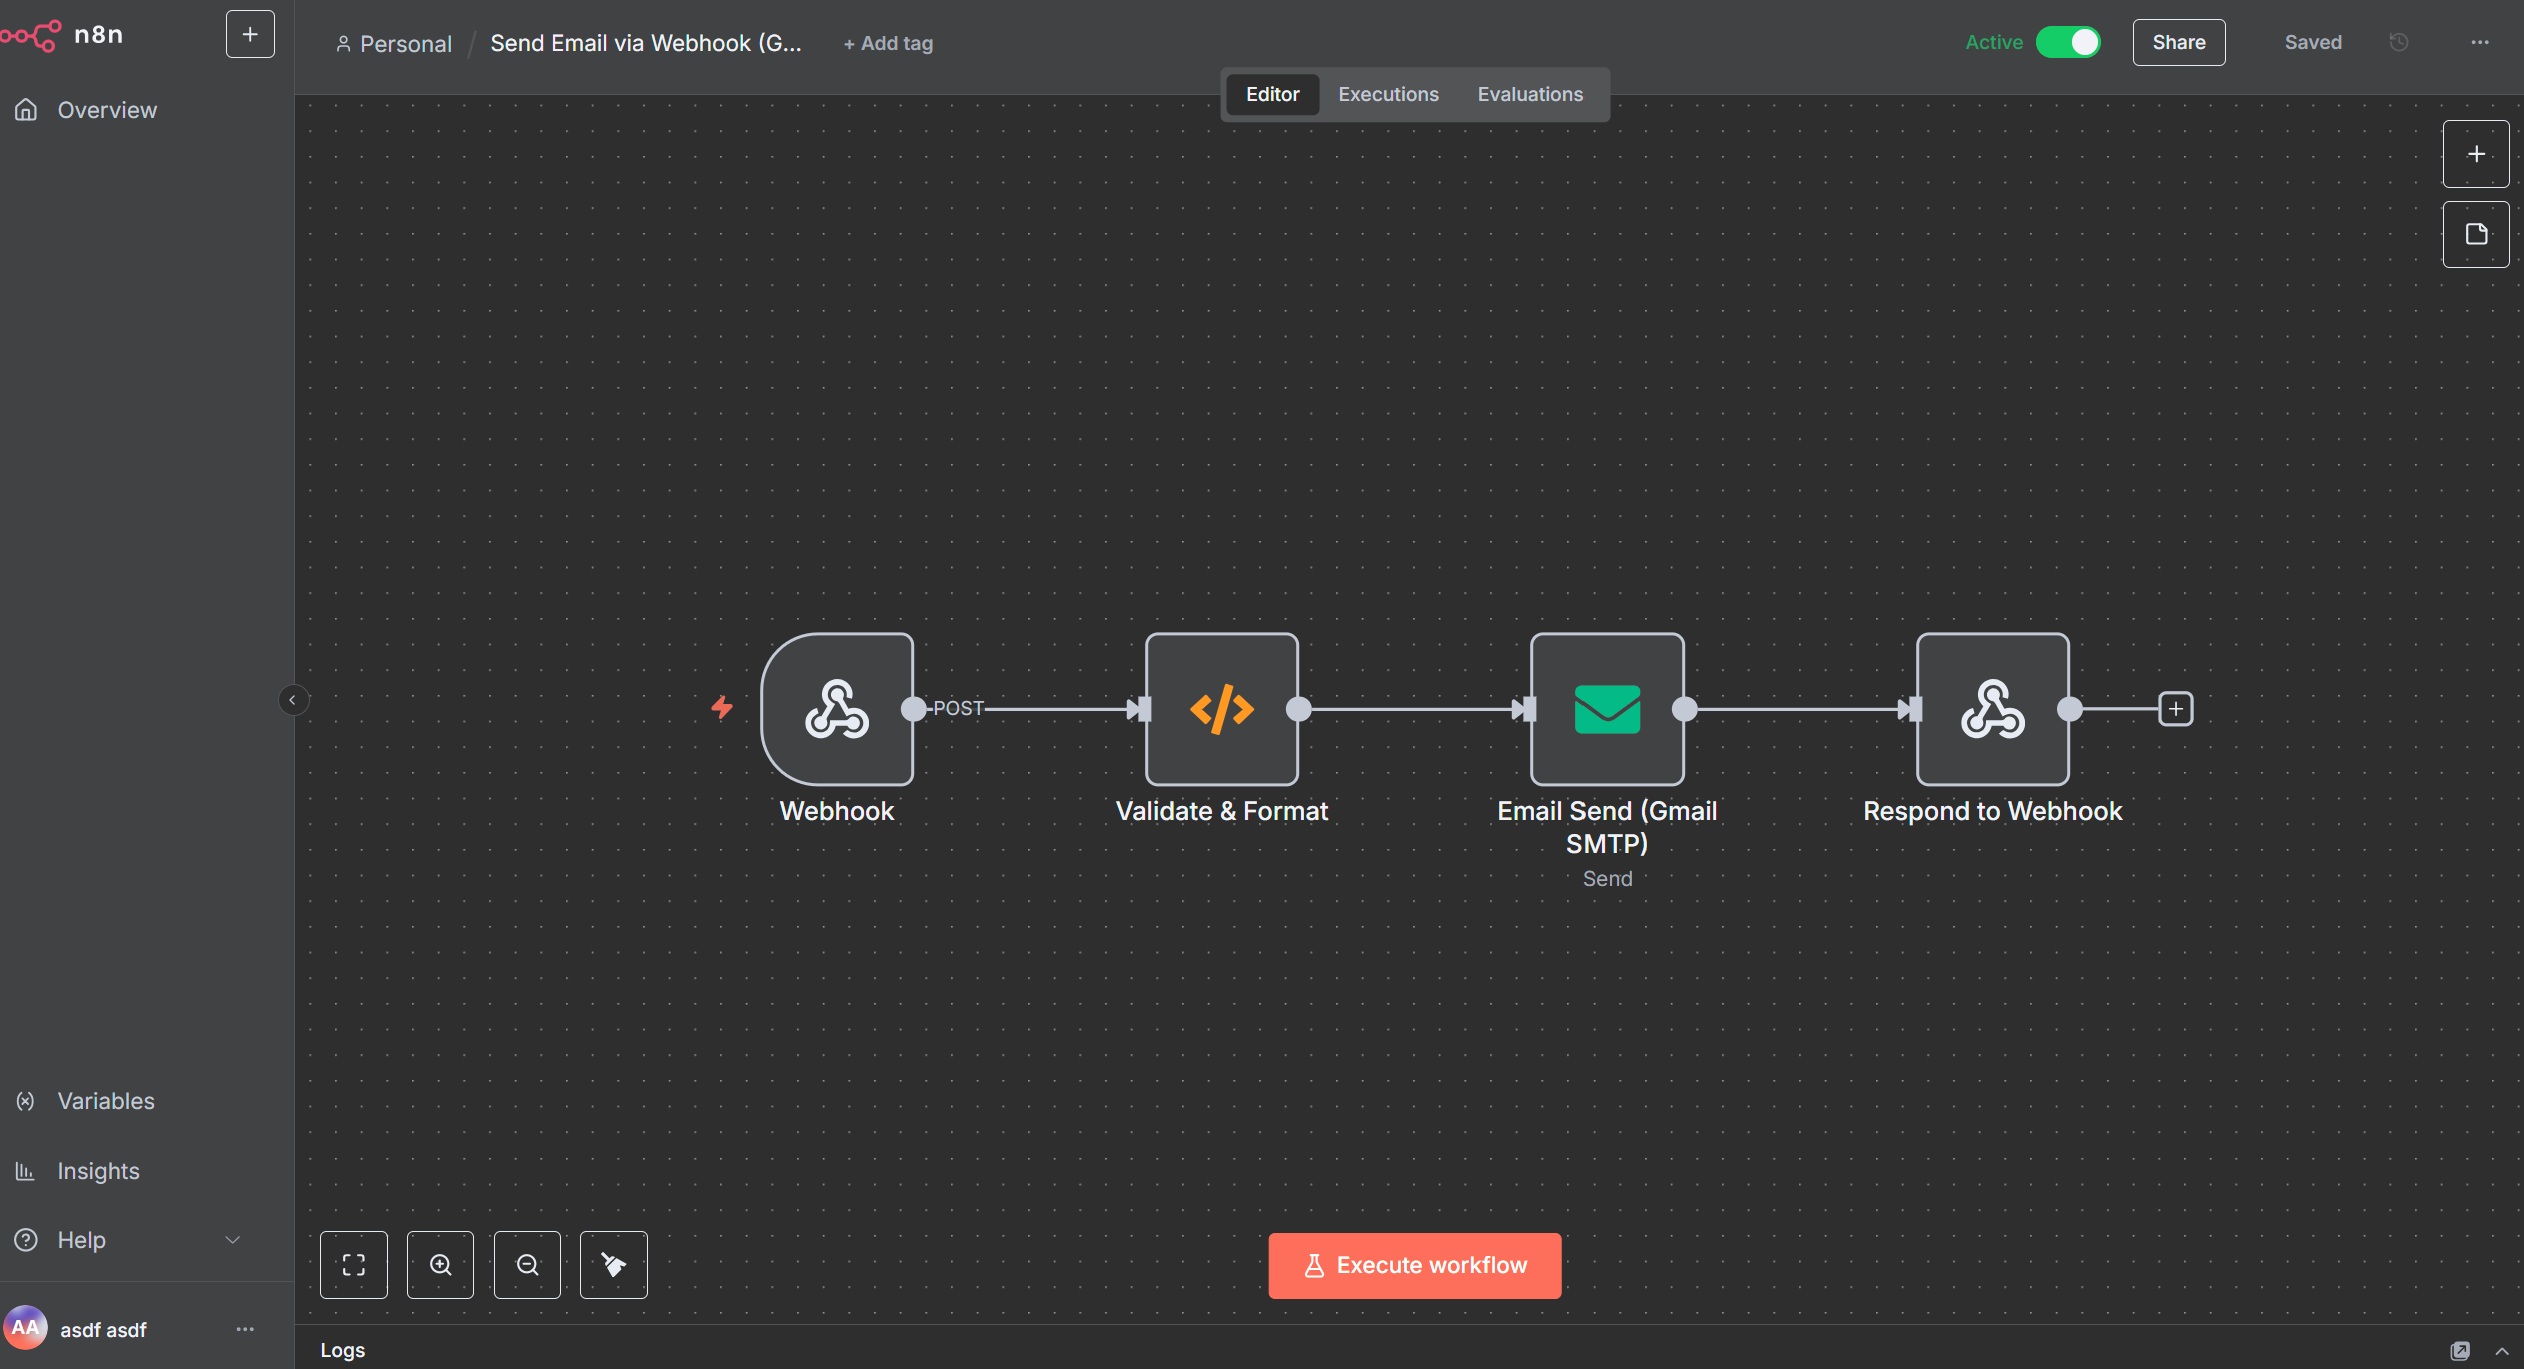 n8n
Personal / Send Email via Webhook (G... + Add tag
Active
Share
Saved
Editor
Executions
Evaluations
Overview
POST
Webhook
Validate & Format
Email Send (Gmail
SMTP)
Send
Respond to Webhook
Variables
Insights
Help
Execute workflow
AA
asdf asdf
Logs